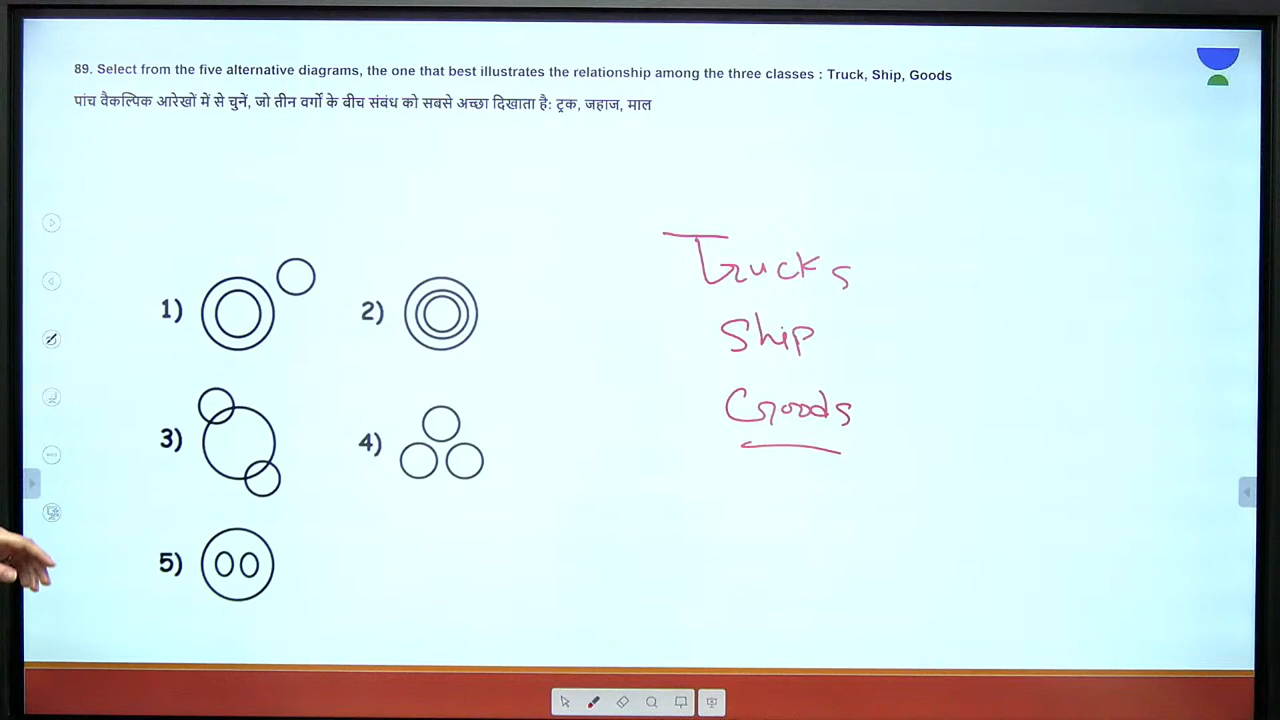 89. Select from the five alternative diagrams, the one that best illustrates the relationship among the three classes : Truck, Ship, Goods
पांच वैकल्पिक आरेखों में से चुनें, जो तीन वर्गों के बीच संबंध को सबसे अच्छा दिखाता है: ट्रक, जहाज, माल
Trucks
Ship
Goods
1)
2)
3)
4)
5)